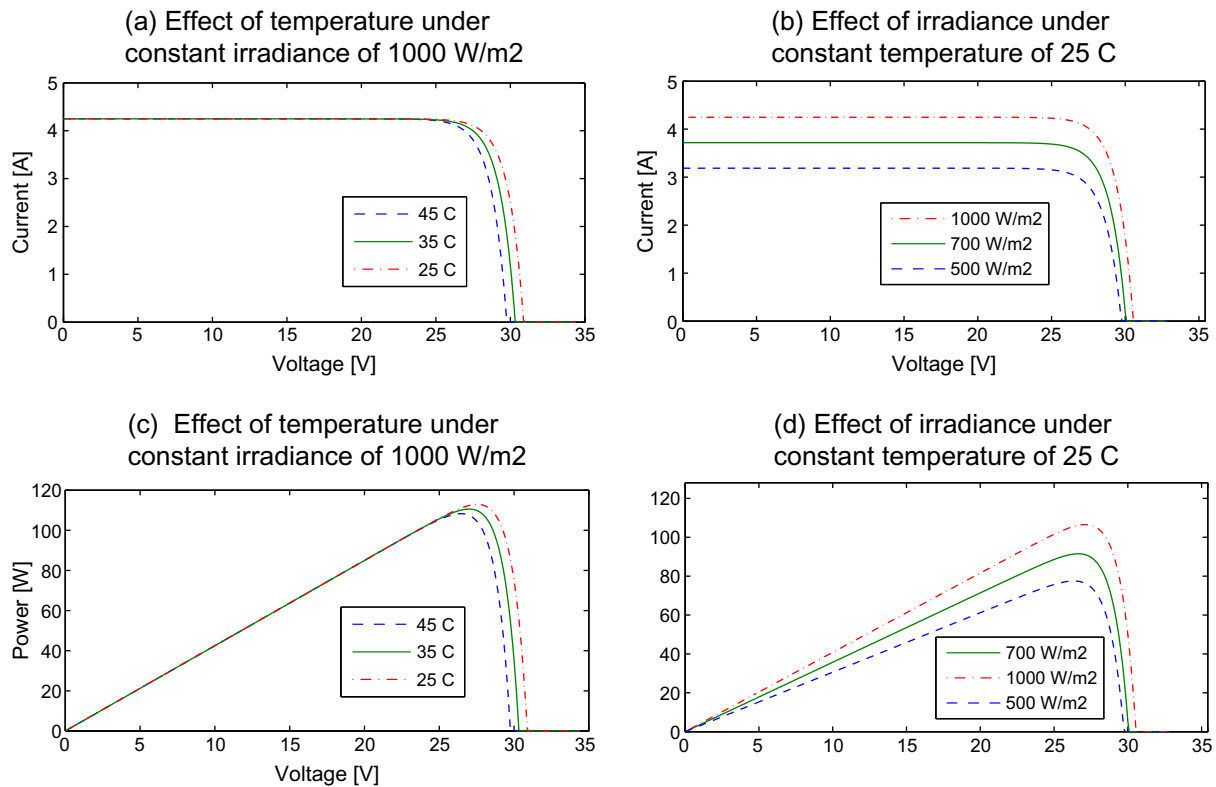 (a) Effect of temperature under
constant irradiance of 1000 W/m2
5
4
3
2
1
0
Current [A]
45 C
35 C
25 C
0 5 10 15 20 25 30 35
Voltage [V]
(b) Effect of irradiance under
constant temperature of 25 C
5
4
3
2
1
0
Current [A]
1000 W/m2
700 W/m2
500 W/m2
0 5 10 15 20 25 30 35
Voltage [V]
(c) Effect of temperature under
constant irradiance of 1000 W/m2
120
100
80
60
40
20
0
Power [W]
45 C
35 C
25 C
0 5 10 15 20 25 30 35
Voltage [V]
(d) Effect of irradiance under
constant temperature of 25 C
120
100
80
60
40
20
0
700 W/m2
1000 W/m2
500 W/m2
0 5 10 15 20 25 30 35